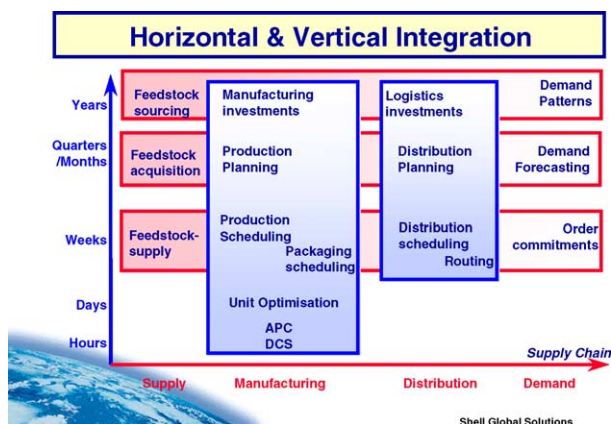 Horizontal & Vertical Integration
Years
Feedstock
sourcing
Manufacturing
investments
Logistics
investments
Demand
Patterns
Quarters
/Months
Feedstock
acquisition
Production
Planning
Distribution
Planning
Demand
Forecasting
Weeks
Feedstock-
supply
Production
Scheduling
Packaging
scheduling
Distribution
scheduling
Routing
Order
commitments
Days
Unit Optimisation
Hours
APC
DCS
Supply Chain
Supply
Manufacturing
Distribution
Demand
Shell Global Solutions